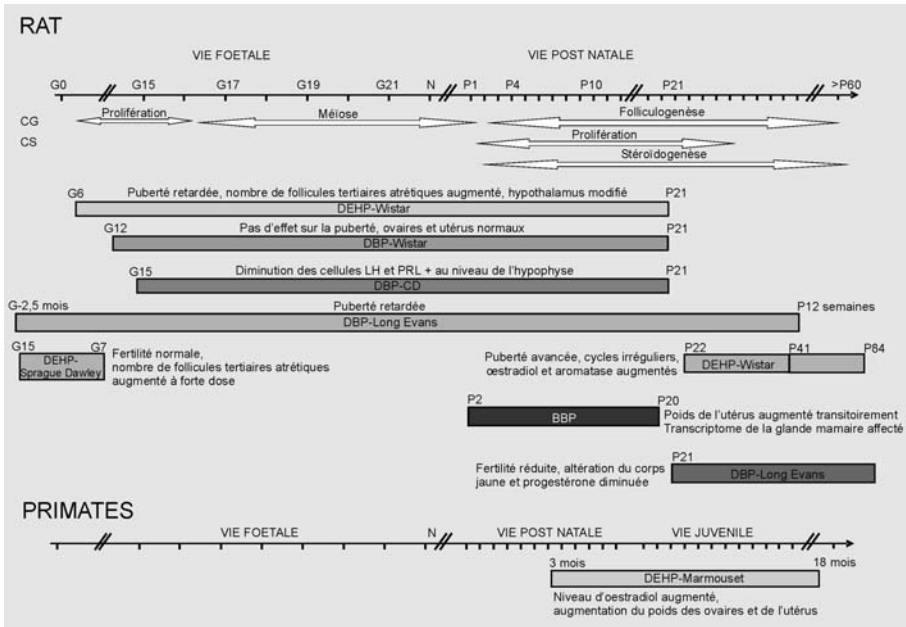 RAT
VIE FOETALE
VIE POST NATALE
G0
G15
G17
G19
G21
N
P1
P4
P10
P21
>P60
CG
Prolifération
Méïose
Folliculogenèse
CS
Prolifération
Stéroïdogenèse
G6
Puberté retardée, nombre de follicules tertiaires atrétiques augmenté, hypothalamus modifié
P21
DEHP-Wistar
G12
Pas d'effet sur la puberté, ovaires et utérus normaux
P21
DBP-Wistar
G15
Diminution des cellules LH et PRL + au niveau de l'hypophyse
P21
DBP-CD
G-2,5 mois
Puberté retardée
P12 semaines
DBP-Long Evans
G15
G7
DEHP-
Sprague Dawley
Fertilité normale,
nombre de follicules tertiaires atrétiques
augmenté à forte dose
Puberté avancée, cycles irréguliers,
œstradiol et aromatase augmentés
P22
P41
P84
DEHP-Wistar
P2
P20
BBP
Poids de l'utérus augmenté transitoirement
Transcriptome de la glande mamaire affecté
Fertilité réduite, altération du corps
jaune et progestérone diminuée
P21
DBP-Long Evans
PRIMATES
VIE FOETALE
N
VIE POST NATALE
VIE JUVENILE
3 mois
18 mois
DEHP-Marmouset
Niveau d'oestradiol augmenté,
augmentation du poids des ovaires et de l'utérus